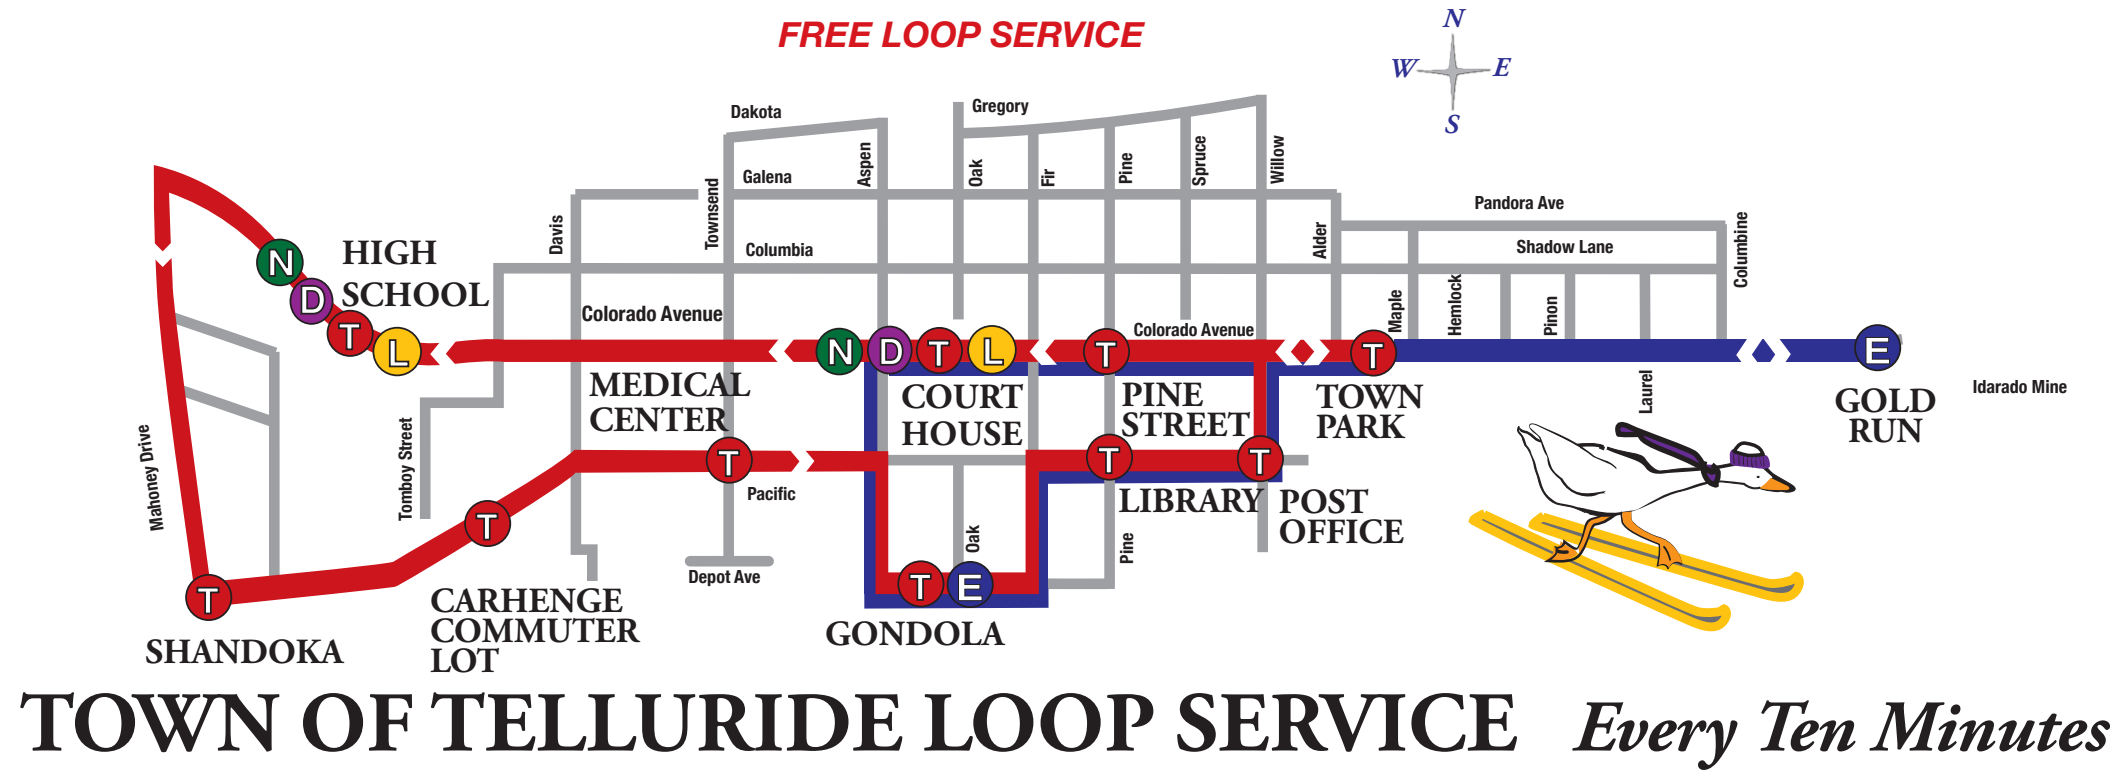 FREE LOOP SERVICE
N
W E
S
Dakota
Gregory
Aspen
Oak
Fir
Pine
Spruce
Willow
Galena
Townsend
Davis
Columbia
Alder
Pandora Ave
Shadow Lane
Columbine
HIGH
SCHOOL
N
D
T
L
Colorado Avenue
Colorado Avenue
Maple
Hemlock
Pinon
N D T L
T
T
E
MEDICAL
CENTER
COURT
HOUSE
PINE
STREET
TOWN
PARK
Laurel
GOLD
RUN
Idarado Mine
Mahoney Drive
Tomboy Street
T
Pacific
T
T
LIBRARY
POST
OFFICE
T
Oak
Pine
Depot Ave
T
T E
CARHENGE
COMMUTER
LOT
GONDOLA
SHANDOKA
TOWN OF TELLURIDE LOOP SERVICE Every Ten Minutes